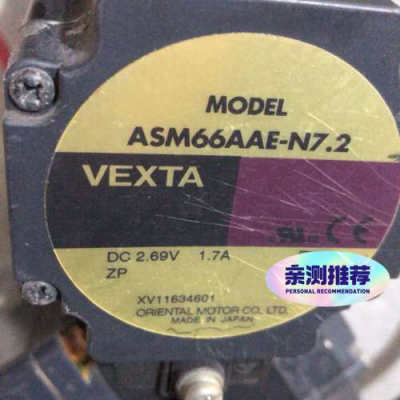 MODEL
ASM66AAE-N7.2
VEXTA
DC 2.69V 1.7A
ZP
XV11634601
ORIENTAL MOTOR CO., LTD.
MADE IN JAPAN
亲测推荐
PERSONAL RECOMMENDATION